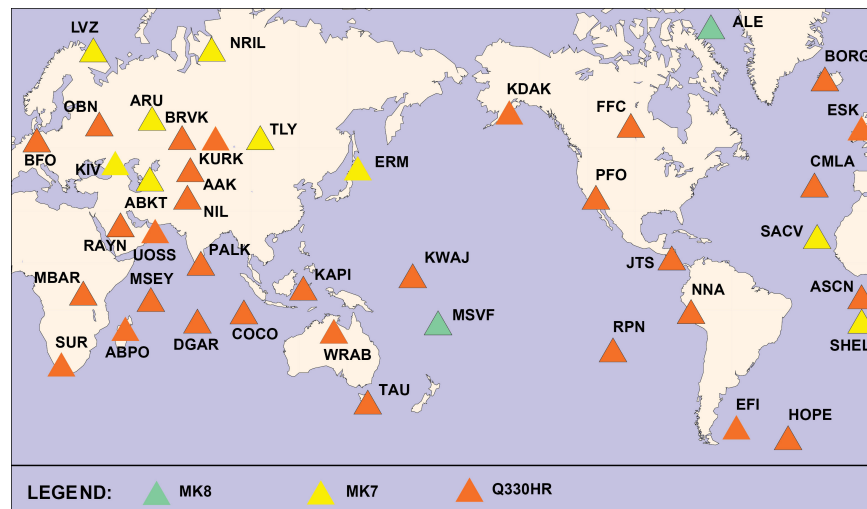 LVZ
NRIL
ALE
BORG
OBN
ARU
BRVK
TLY
KDAK
FFC
ESK
BFO
KIV
KURK
ERM
CMLA
ABKT
AAK
NIL
PFO
RAYN
UOSS
PALK
SACV
MBAR
MSEY
KAPI
KWAJ
JTS
NNA
ASCN
SUR
ABPO
DGAR
COCO
WRAB
MSVF
RPN
SHEL
TAU
EFI
HOPE
LEGEND: MK8 MK7 Q330HR